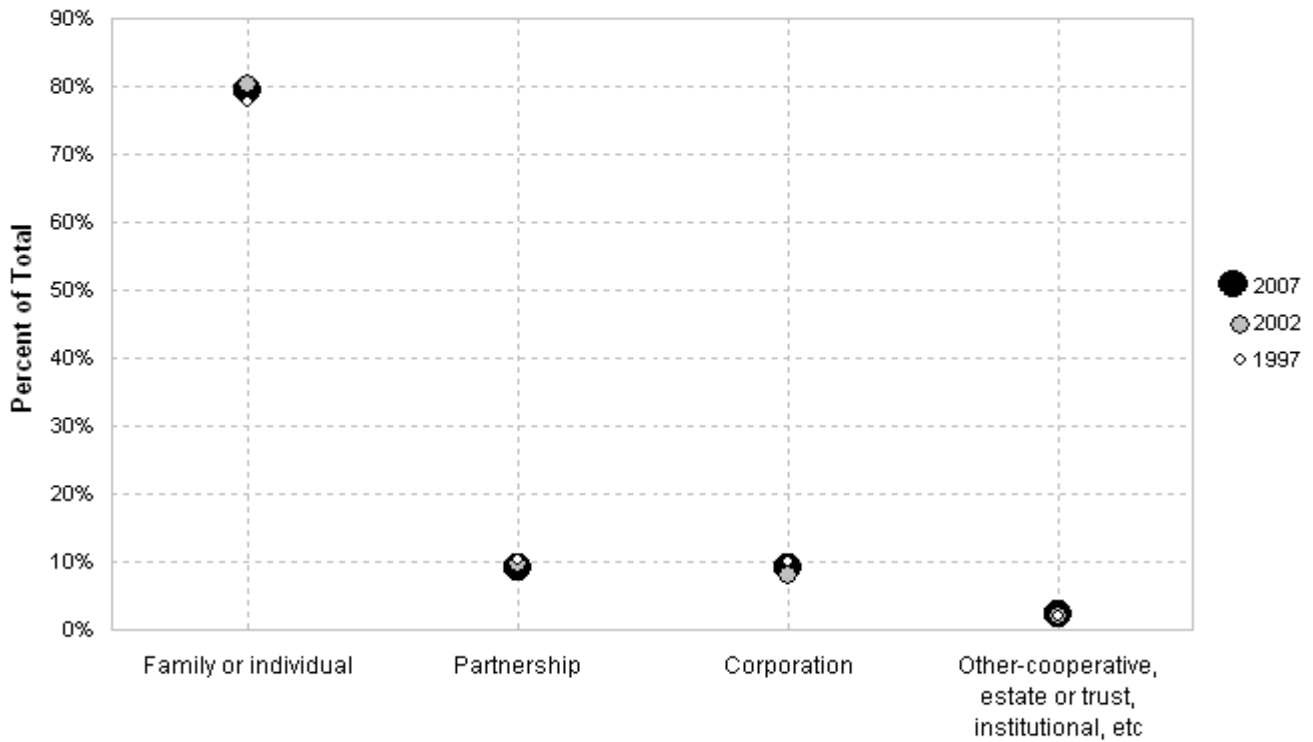 90%
80%
70%
60%
50%
40%
30%
20%
10%
0%
Percent of Total
Family or individual
Partnership
Corporation
Other-cooperative,
estate or trust,
institutional, etc
2007
2002
1997